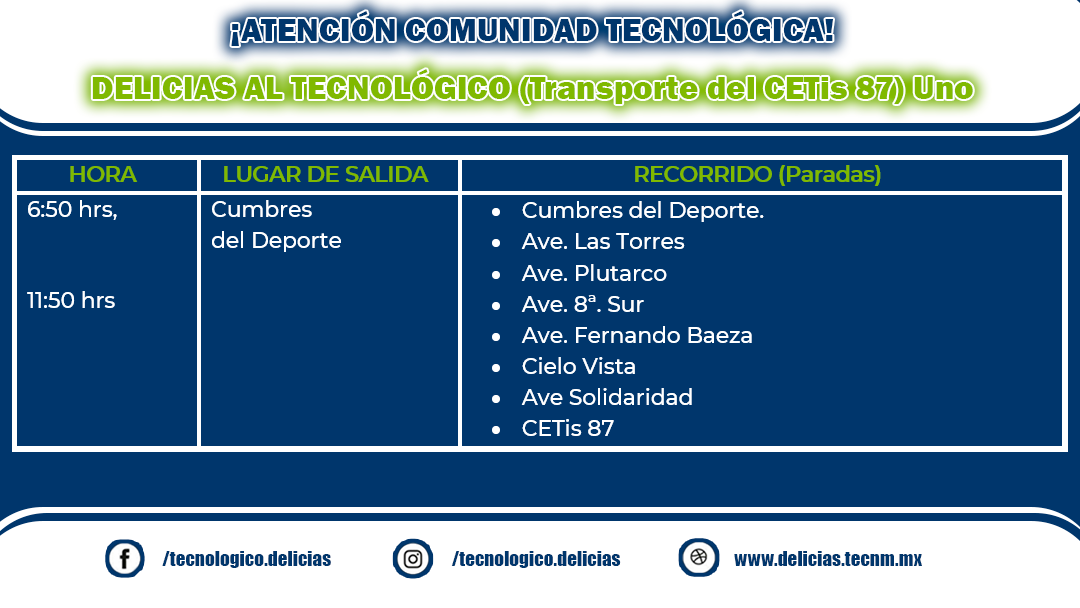 ¡ATENCIÓN COMUNIDAD TECNOLÓGICA!
DELICIAS AL TECNOLÓGICO (Transporte del CETis 87) Uno
HORA
LUGAR DE SALIDA
RECORRIDO (Paradas)
6:50 hrs,
11:50 hrs
Cumbres
del Deporte
• Cumbres del Deporte.
• Ave. Las Torres
• Ave. Plutarco
• Ave. 8ª. Sur
• Ave. Fernando Baeza
• Cielo Vista
• Ave Solidaridad
• CETis 87
/tecnologico.delicias
/tecnologico.delicias
www.delicias.tecnm.mx